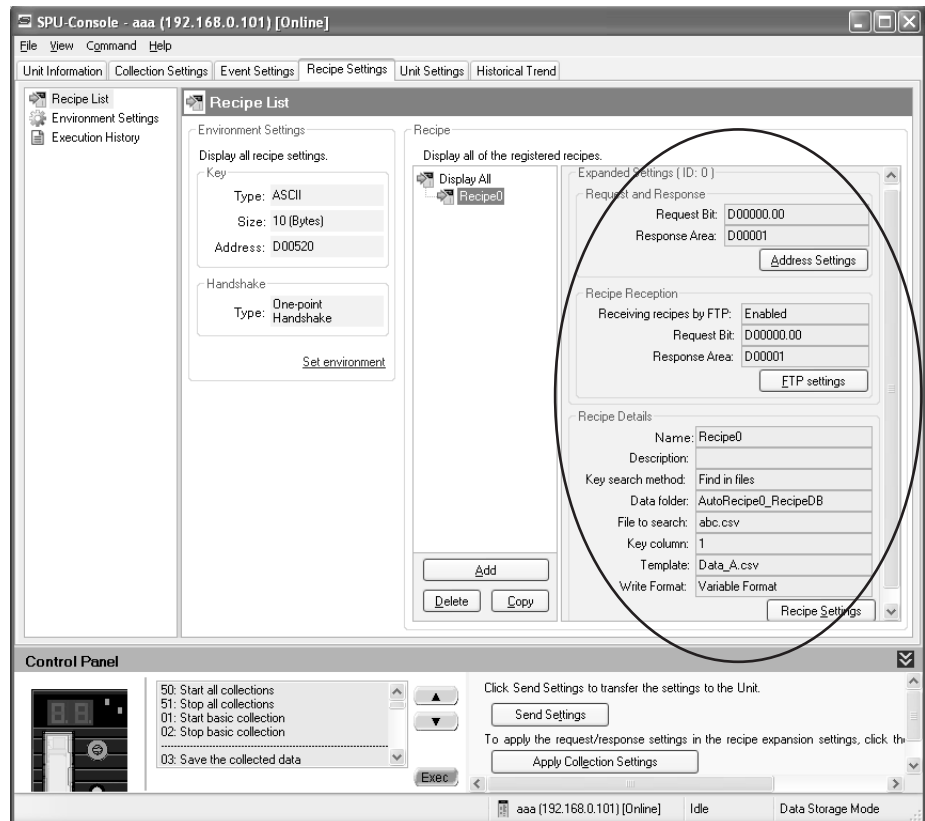 SPU-Console - aaa (192.168.0.101) [Online]
File View Command Help
Unit Information Collection Settings Event Settings Recipe Settings Unit Settings Historical Trend
Recipe List
Environment Settings
Execution History
Recipe List
Environment Settings
Display all recipe settings.
Key
Type: ASCII
Size: 10 (Bytes)
Address: D00520
Handshake
Type: One-point
Handshake
Set environment
Recipe
Display all of the registered recipes.
Display All
Recipe0
Add
Delete Copy
Expanded Settings ( ID: 0 )
Request and Response
Request Bit: D00000.00
Response Area: D00001
Address Settings
Recipe Reception
Receiving recipes by FTP: Enabled
Request Bit: D00000.00
Response Area: D00001
FTP settings
Recipe Details
Name: Recipe0
Description:
Key search method: Find in files
Data folder: AutoRecipe0_RecipeDB
File to search: abc.csv
Key column: 1
Template: Data_A.csv
Write Format: Variable Format
Recipe Settings
Control Panel
50: Start all collections
51: Stop all collections
01: Start basic collection
02: Stop basic collection
03: Save the collected data
Exec
Click Send Settings to transfer the settings to the Unit.
Send Settings
To apply the request/response settings in the recipe expansion settings, click
Apply Collection Settings
aaa (192.168.0.101) [Online] Idle Data Storage Mode